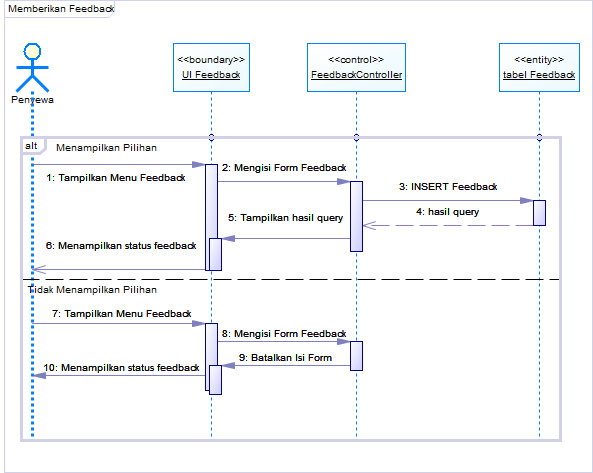 Memberikan Feedback
<<boundary>>
UI Feedback
<<control>>
FeedbackController
<<entity>>
tabel Feedback
Penyewa
alt
Menampilkan Pilihan
1: Tampilkan Menu Feedback
2: Mengisi Form Feedback
3: INSERT Feedback
4: hasil query
5: Tampilkan hasil query
6: Menampilkan status feedback
Tidak Menampilkan Pilihan
7: Tampilkan Menu Feedback
8: Mengisi Form Feedback
9: Batalkan Isi Form
10: Menampilkan status feedback